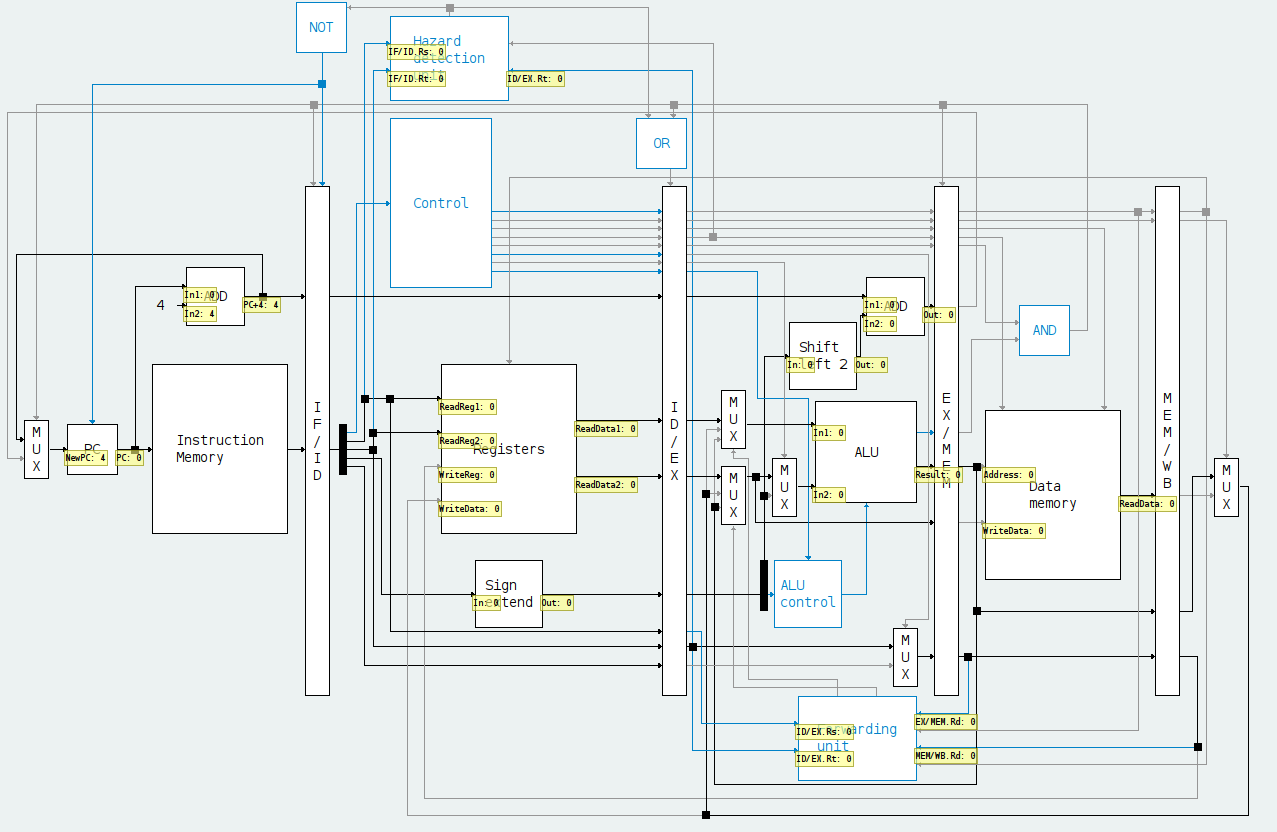 NOT
Hazard
detection
IF/ID.Rs: 0
IF/ID.Rt: 0
ID/EX.Rt: 0
OR
Control
4
In1: 0
In2: 4
PC+4: 4
ADD
In1: 0
In2: 0
Out: 0
Shift
left 2
In: 0
Out: 0
AND
MUX
PC
NewPC: 4
PC: 0
Instruction
Memory
IF/ID
ReadReg1: 0
ReadReg2: 0
WriteReg: 0
WriteData: 0
Registers
ReadData1: 0
ReadData2: 0
ID/EX
MUX
MUX
MUX
In1: 0
In2: 0
ALU
Result: 0
EX/MEM
Address: 0
WriteData: 0
Data
memory
ReadData: 0
MEM/WB
MUX
Sign
extend
In: 0
Out: 0
ALU
control
MUX
Forwarding
unit
ID/EX.Rs: 0
ID/EX.Rt: 0
EX/MEM.Rd: 0
MEM/WB.Rd: 0